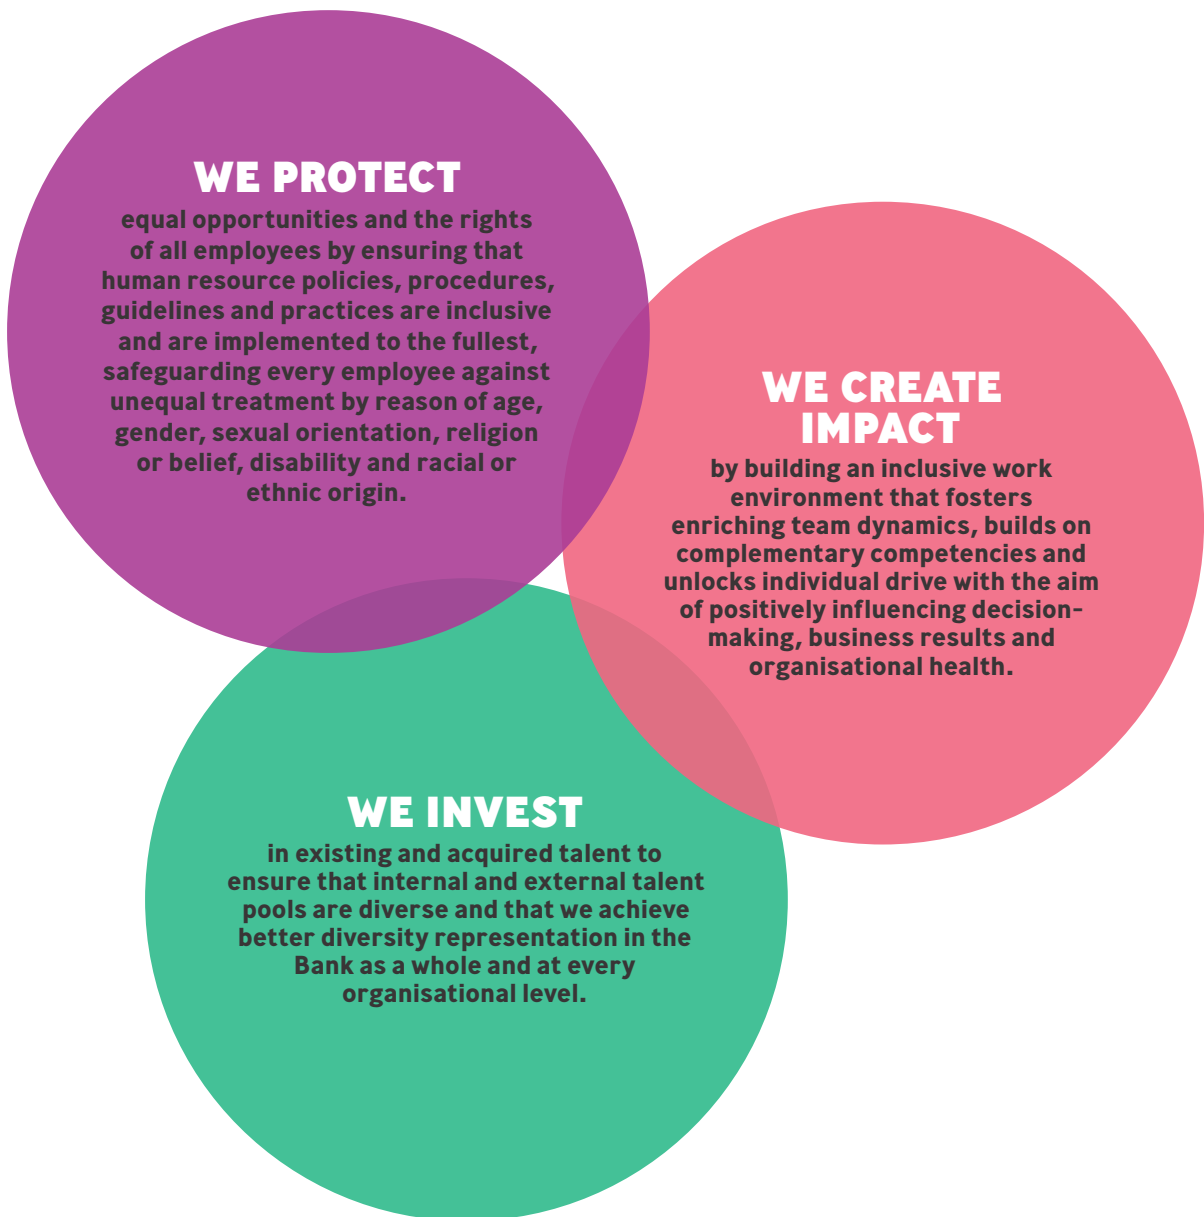 WE PROTECT
equal opportunities and the rights
of all employees by ensuring that
human resource policies, procedures,
guidelines and practices are inclusive
and are implemented to the fullest,
safeguarding every employee against
unequal treatment by reason of age,
gender, sexual orientation, religion
or belief, disability and racial or
ethnic origin.
WE CREATE
IMPACT
by building an inclusive work
environment that fosters
enriching team dynamics, builds on
complementary competencies and
unlocks individual drive with the aim
of positively influencing decision-
making, business results and
organisational health.
WE INVEST
in existing and acquired talent to
ensure that internal and external talent
pools are diverse and that we achieve
better diversity representation in the
Bank as a whole and at every
organisational level.